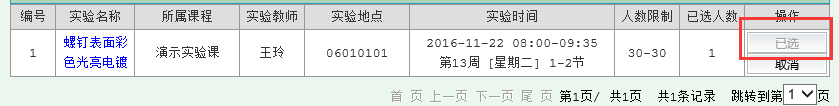 编号 实验名称 所属课程 实验教师 实验地点 实验时间 人数限制 已选人数 操作
1 螺钉表面彩色光亮电镀 演示实验课 王玲 06010101 2016-11-22 08:00-09:35 第13周 [星期二] 1-2节 30-30 1 已选 取消
首 页 上一页 下一页 尾 页 第1页/ 共1页 共1条记录 跳转到第 1 页